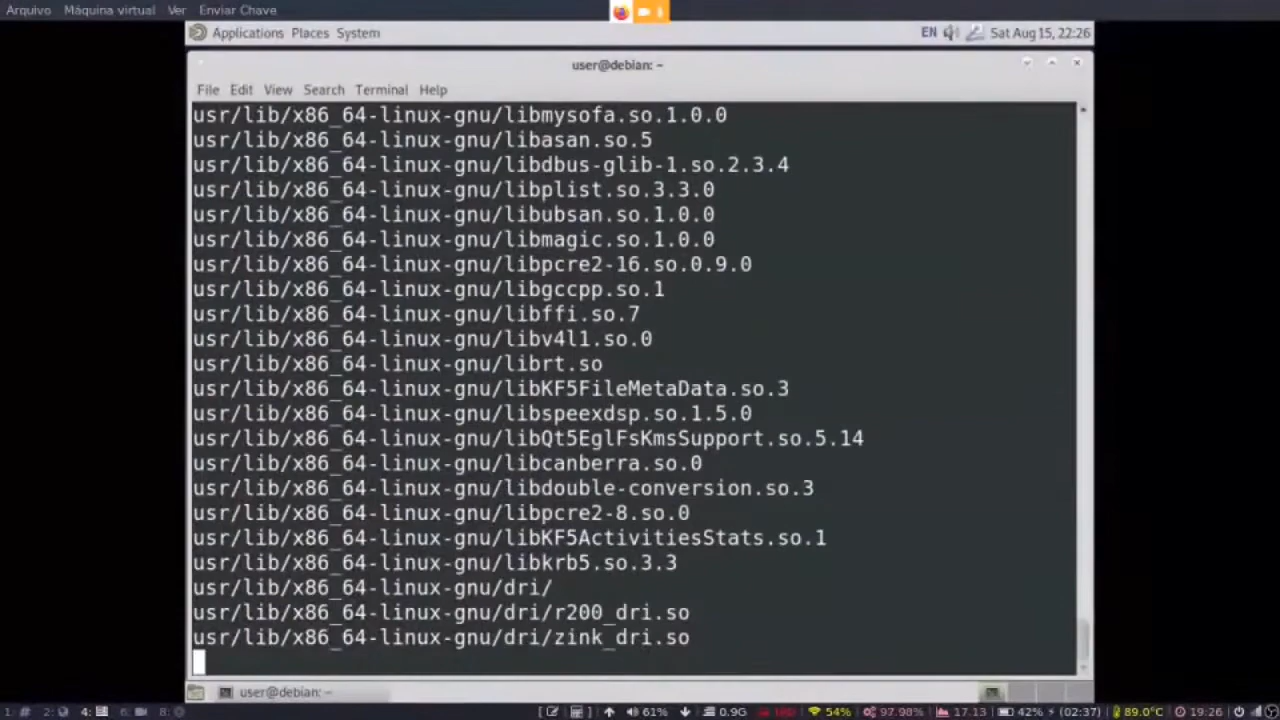 Arquivo Máquina virtual Ver Enviar Chave
Applications Places System EN Sat Aug 15, 22:26
user@debian: ~
File Edit View Search Terminal Help
usr/lib/x86_64-linux-gnu/libmysofa.so.1.0.0
usr/lib/x86_64-linux-gnu/libasan.so.5
usr/lib/x86_64-linux-gnu/libdbus-glib-1.so.2.3.4
usr/lib/x86_64-linux-gnu/libplist.so.3.3.0
usr/lib/x86_64-linux-gnu/libubsan.so.1.0.0
usr/lib/x86_64-linux-gnu/libmagic.so.1.0.0
usr/lib/x86_64-linux-gnu/libpcre2-16.so.0.9.0
usr/lib/x86_64-linux-gnu/libgccpp.so.1
usr/lib/x86_64-linux-gnu/libffi.so.7
usr/lib/x86_64-linux-gnu/libv4l1.so.0
usr/lib/x86_64-linux-gnu/librt.so
usr/lib/x86_64-linux-gnu/libKF5FileMetaData.so.3
usr/lib/x86_64-linux-gnu/libspeexdsp.so.1.5.0
usr/lib/x86_64-linux-gnu/libQt5EglFsKmsSupport.so.5.14
usr/lib/x86_64-linux-gnu/libcanberra.so.0
usr/lib/x86_64-linux-gnu/libdouble-conversion.so.3
usr/lib/x86_64-linux-gnu/libpcre2-8.so.0
usr/lib/x86_64-linux-gnu/libKF5ActivitiesStats.so.1
usr/lib/x86_64-linux-gnu/libkrb5.so.3.3
usr/lib/x86_64-linux-gnu/dri/
usr/lib/x86_64-linux-gnu/dri/r200_dri.so
usr/lib/x86_64-linux-gnu/dri/zink_dri.so
user@debian: ~
1: 2: 4: 6: 8: 61% 0.9G 54% 97.98% 17.13 42% (02:37) 89.0°C 19:26